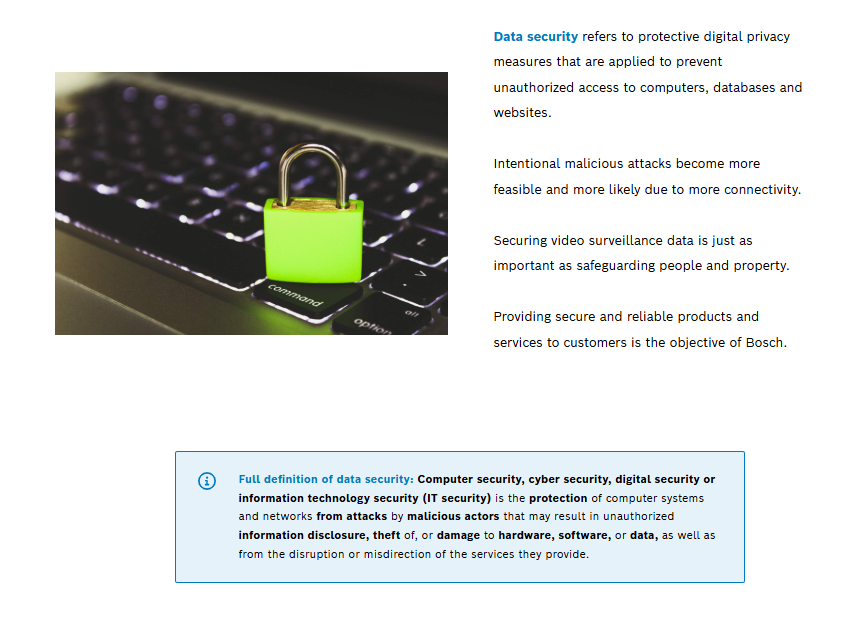 Data security refers to protective digital privacy
measures that are applied to prevent
unauthorized access to computers, databases and
websites.
Intentional malicious attacks become more
feasible and more likely due to more connectivity.
Securing video surveillance data is just as
important as safeguarding people and property.
Providing secure and reliable products and
services to customers is the objective of Bosch.
command
option
alt
Full definition of data security: Computer security, cyber security, digital security or
information technology security (IT security) is the protection of computer systems
and networks from attacks by malicious actors that may result in unauthorized
information disclosure, theft of, or damage to hardware, software, or data, as well as
from the disruption or misdirection of the services they provide.